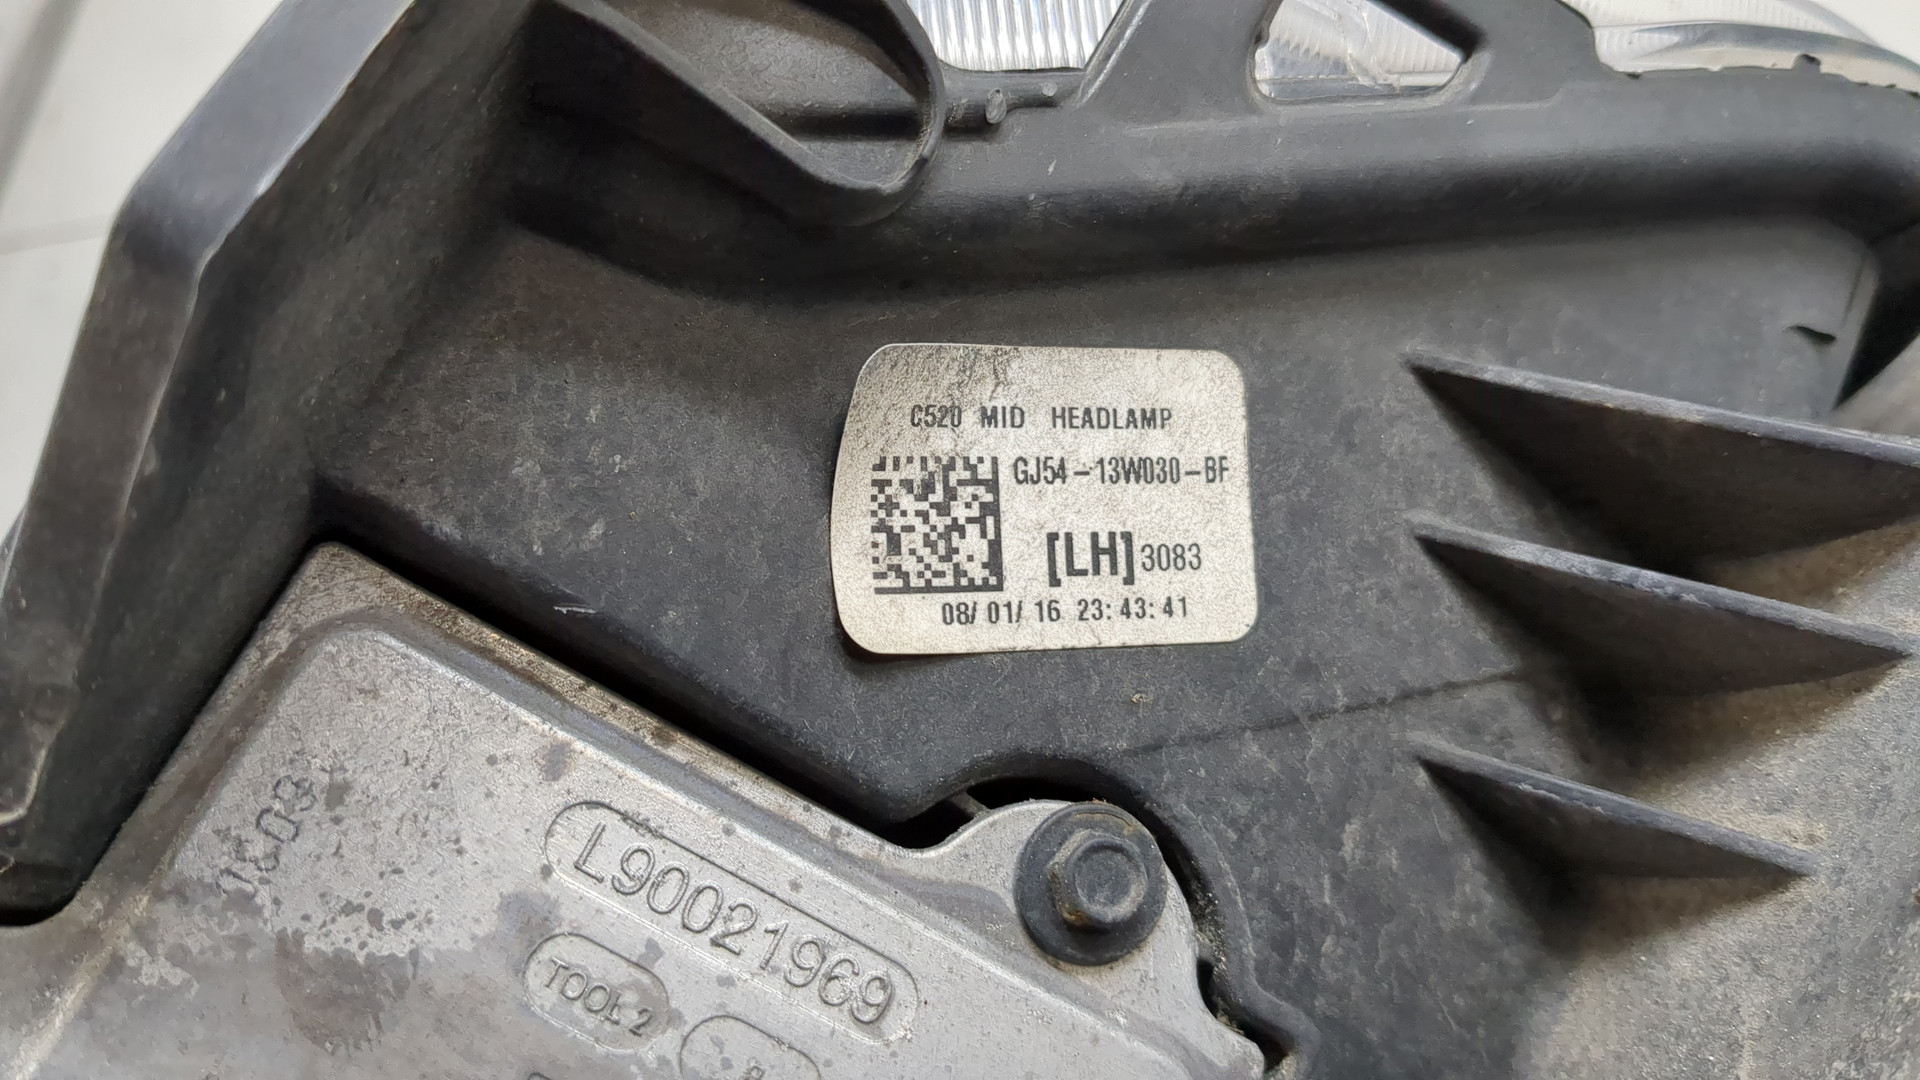 C520 MID HEADLAMP
GJ54-13W030-BF
[LH]3083
08/01/16 23:43:41
L90021969
TOOL 2